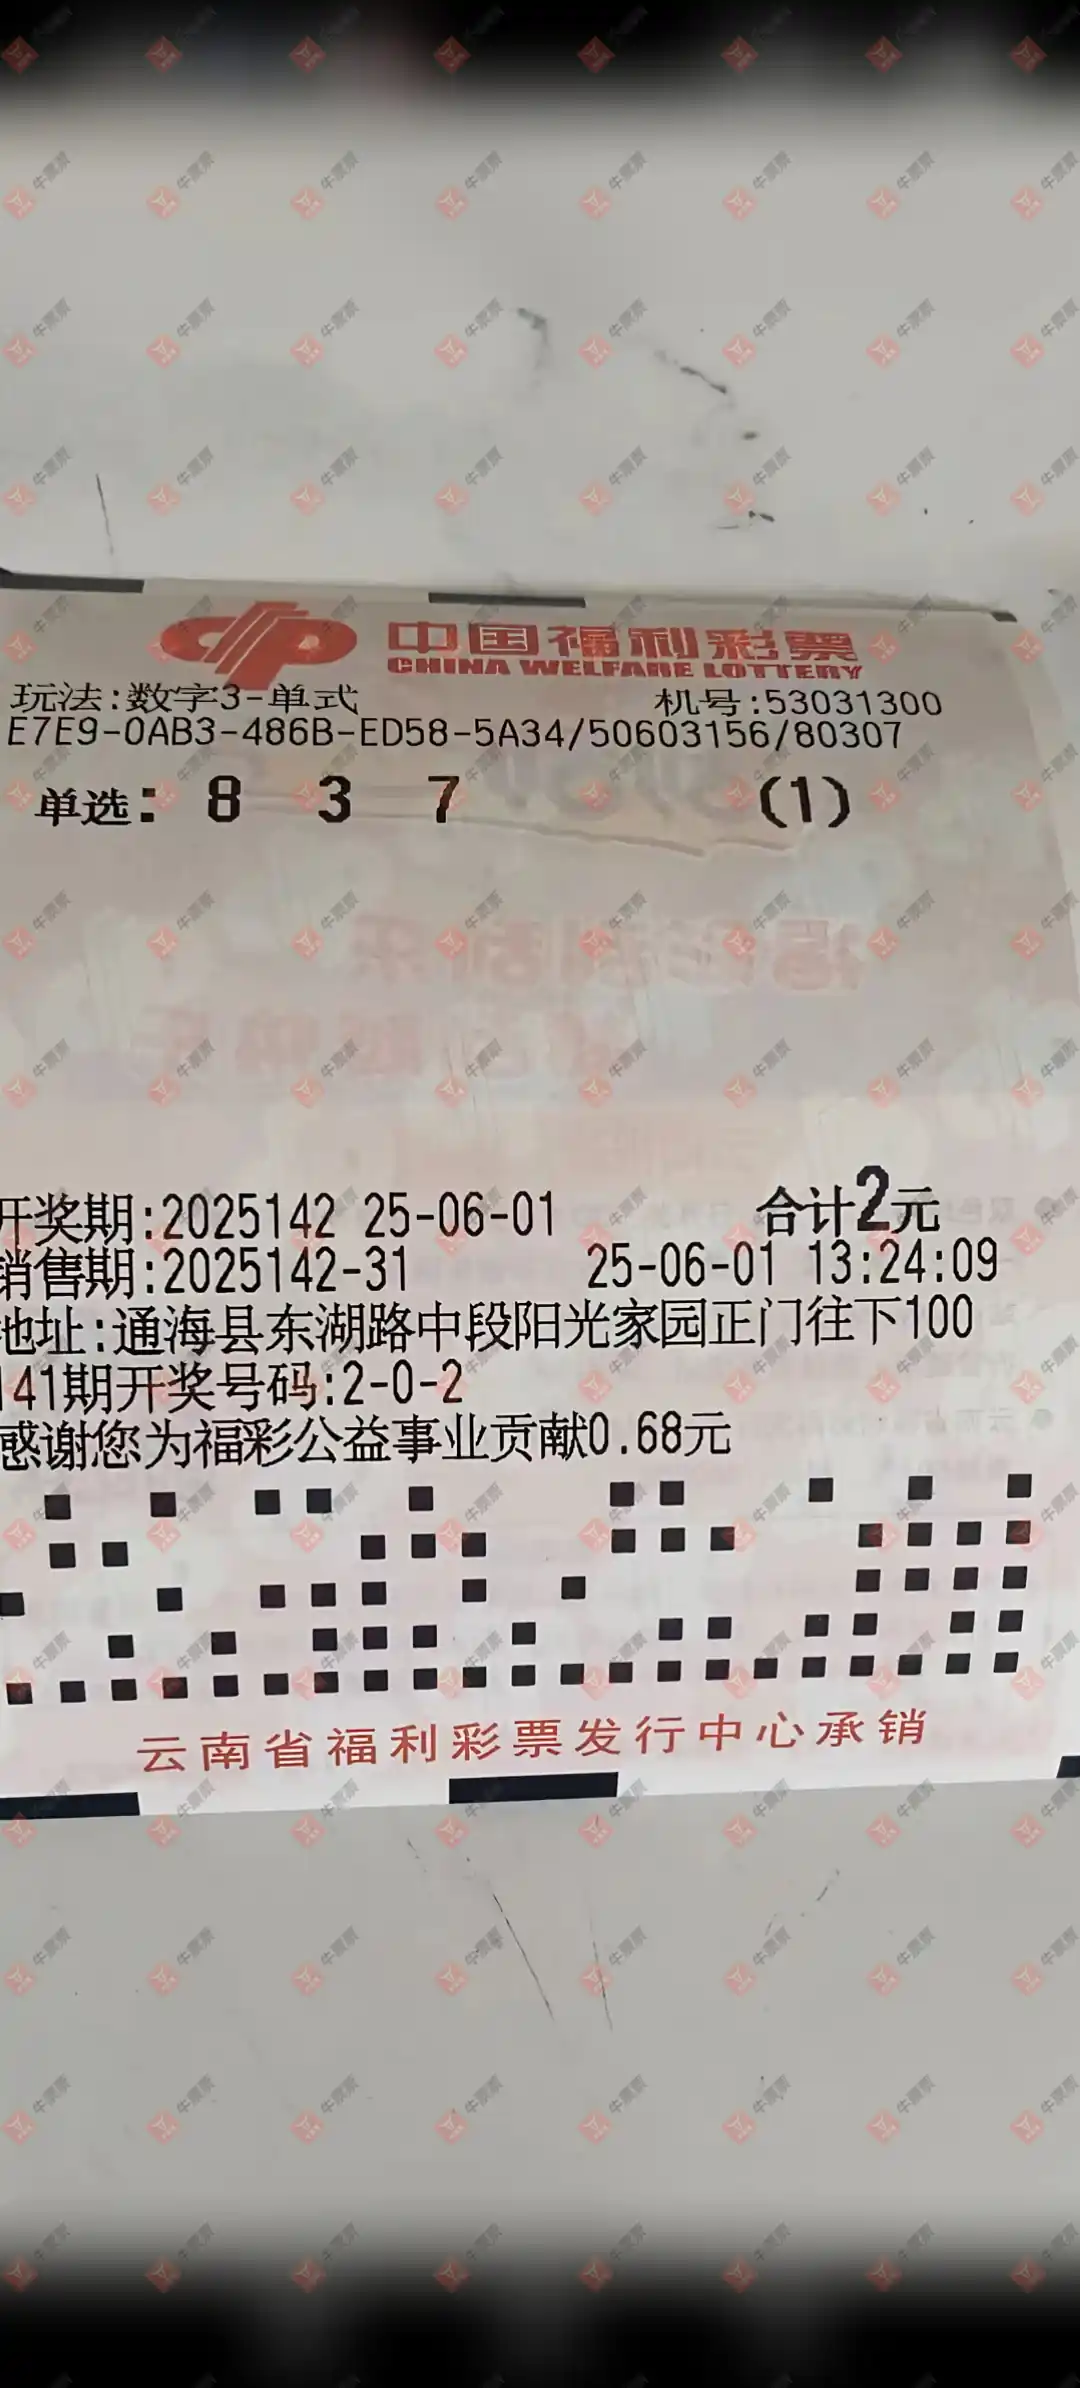 中国福利彩票
CHINA WELFARE LOTTERY
玩法:数字3-单式 机号:53031300
E7E9-0AB3-486B-ED58-5A34/50603156/80307
单选: 8 3 7 (1)
开奖期:2025142 25-06-01 合计2元
销售期:2025142-31 25-06-01 13:24:09
地址:通海县东湖路中段阳光家园正门往下100
141期开奖号码:2-0-2
感谢您为福彩公益事业贡献0.68元
云南省福利彩票发行中心承销
牛票票